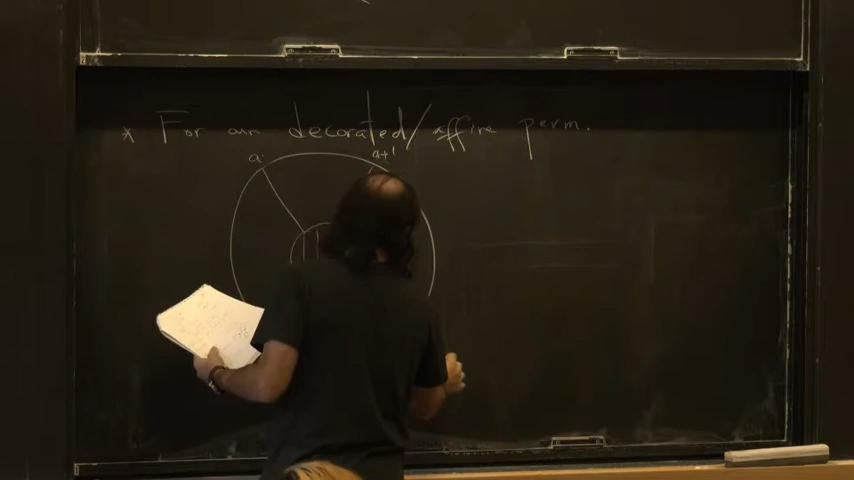 * For an decorated/affine perm.
a a+1